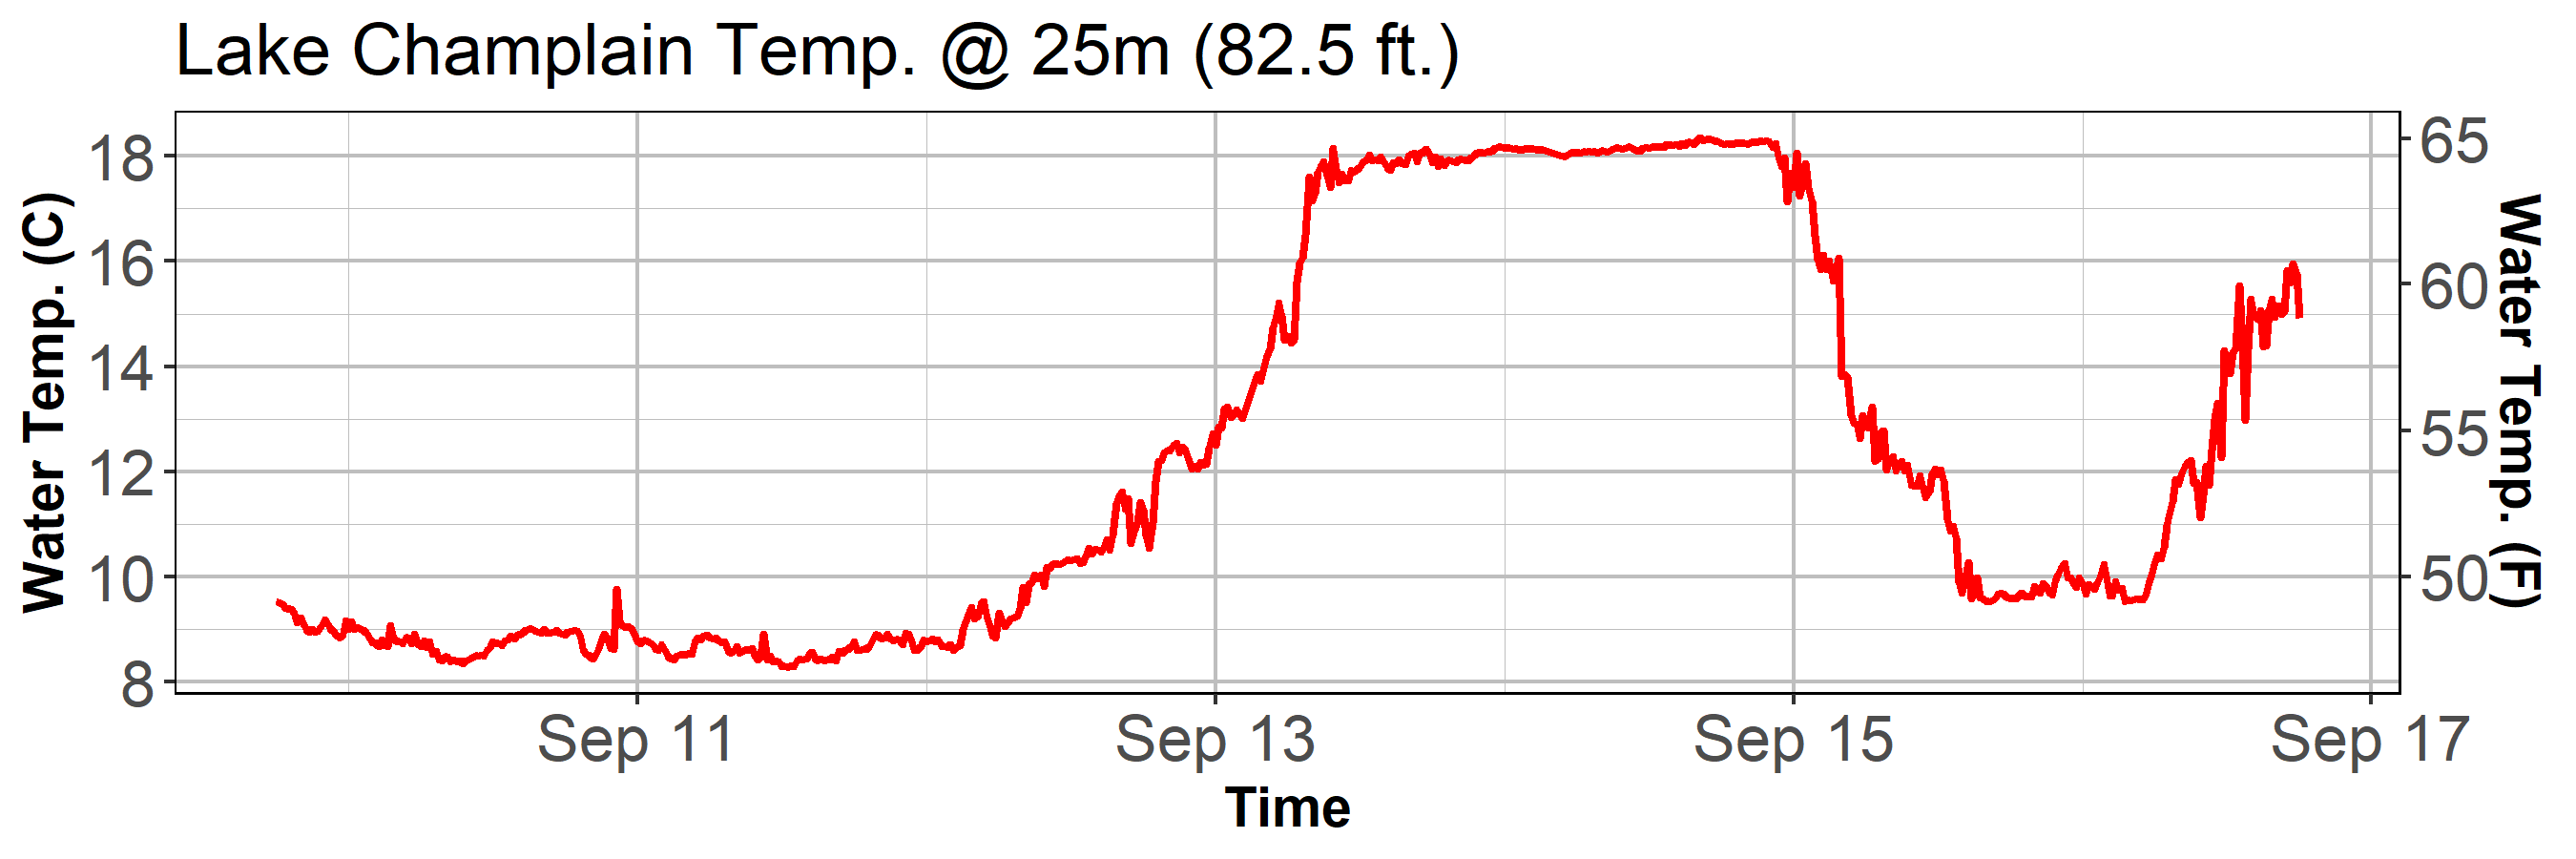 Lake Champlain Temp. @ 25m (82.5 ft.)
Water Temp. (C)
18
16
14
12
10
8
65
60
55
50
Water Temp. (F)
Sep 11 Sep 13 Sep 15 Sep 17
Time